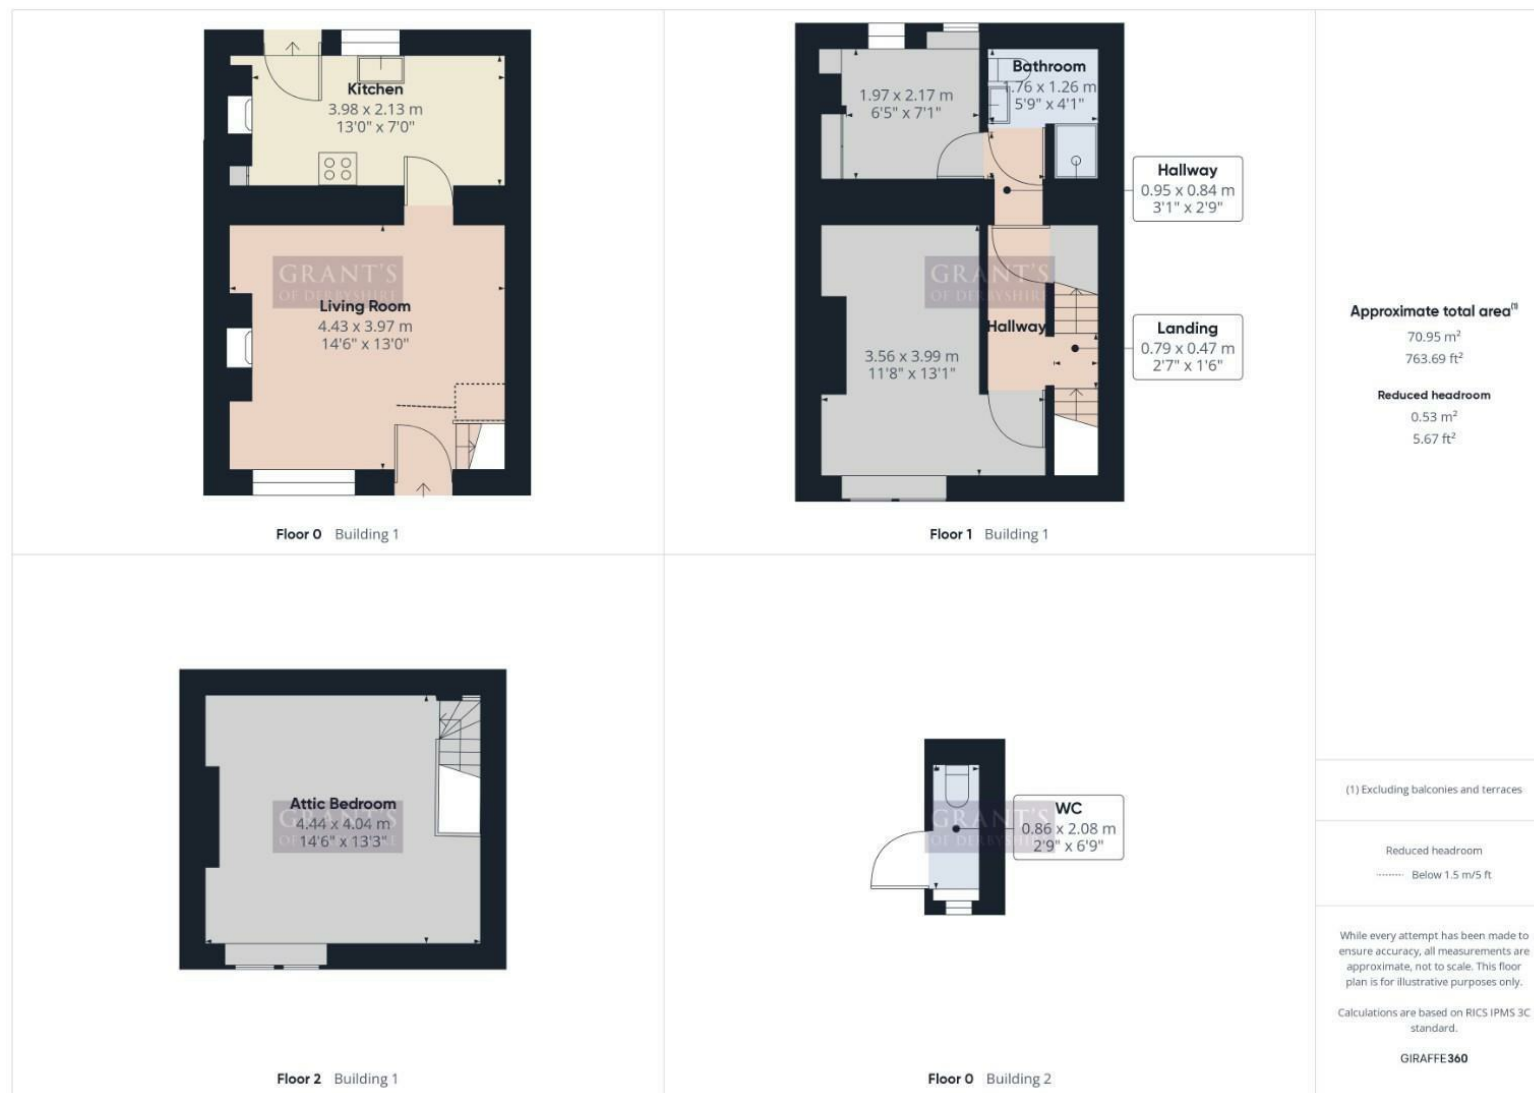 Kitchen
3.98 x 2.13 m
13'0" x 7'0"
GRANT'S
OF DERBYSHIRE
Living Room
4.43 x 3.97 m
14'6" x 13'0"
Floor 0 Building 1
1.97 x 2.17 m
6'5" x 7'1"
Bathroom
1.76 x 1.26 m
5'9" x 4'1"
Hallway
0.95 x 0.84 m
3'1" x 2'9"
GRANT'S
OF DERBYSHIRE
Hallway
3.56 x 3.99 m
11'8" x 13'1"
Landing
0.79 x 0.47 m
2'7" x 1'6"
Floor 1 Building 1
Attic Bedroom
GRANT'S
4.44 x 4.04 m
OF DERBYSHIRE
14'6" x 13'3"
Floor 2 Building 1
WC
GRANT'S
0.86 x 2.08 m
OF DERBYSHIRE
2'9" x 6'9"
Floor 0 Building 2
Approximate total area(1)
70.95 m²
763.69 ft²
Reduced headroom
0.53 m²
5.67 ft²
(1) Excluding balconies and terraces
Reduced headroom
Below 1.5 m/5 ft
While every attempt has been made to
ensure accuracy, all measurements are
approximate, not to scale. This floor
plan is for illustrative purposes only.
Calculations are based on RICS IPMS 3C
standard.
GIRAFFE360